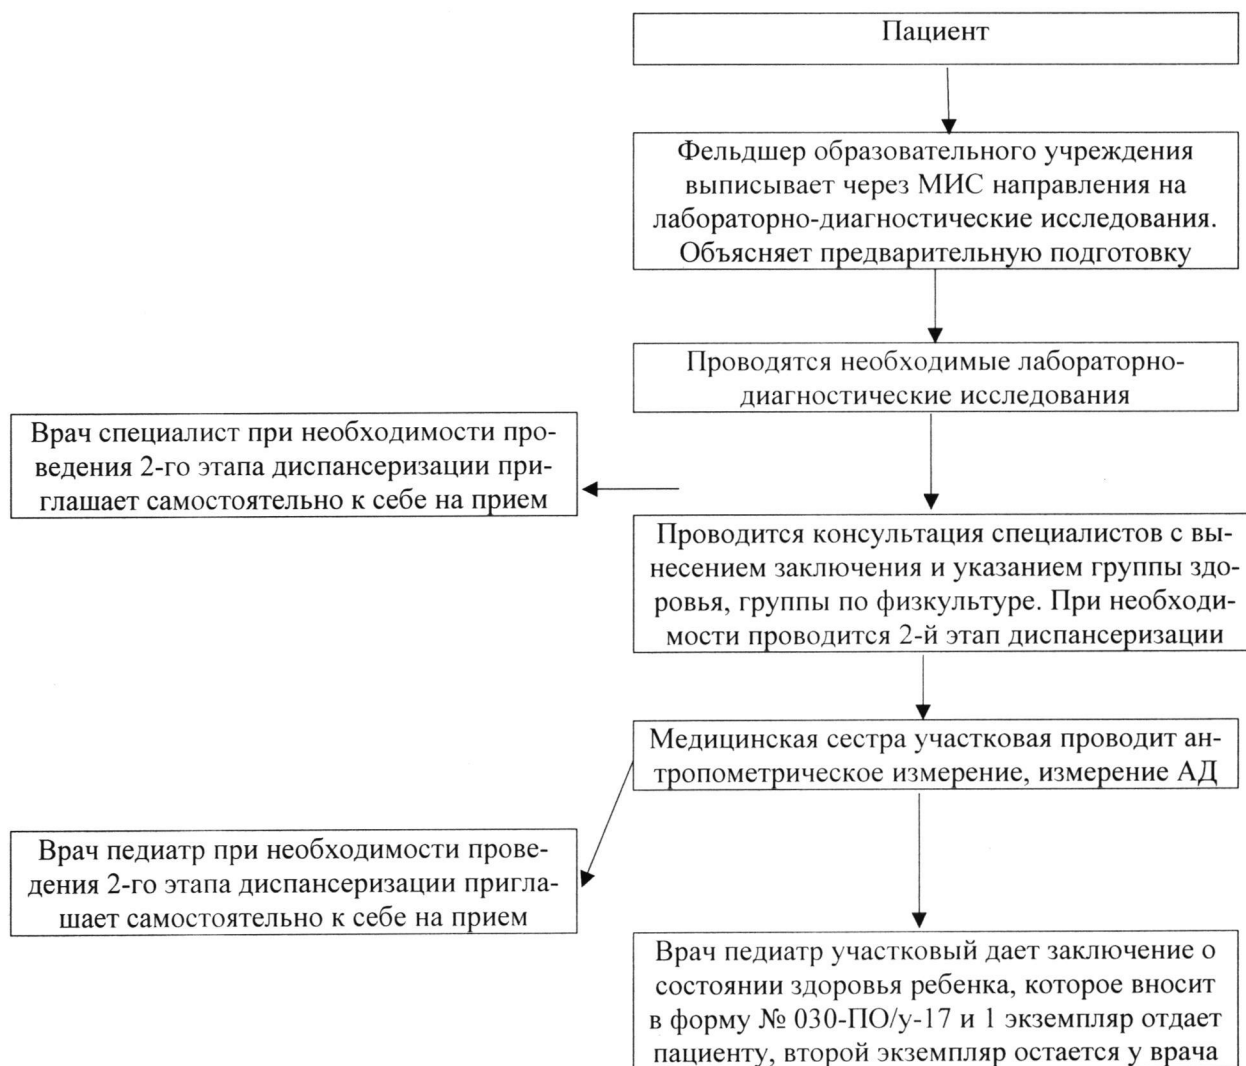 Пациент
Фельдшер образовательного учреждения
выписывает через МИС направления на
лабораторно-диагностические исследования.
Объясняет предварительную подготовку
Проводятся необходимые лабораторно-
диагностические исследования
Врач специалист при необходимости про-
ведения 2-го этапа диспансеризации при-
глашает самостоятельно к себе на прием
Проводится консультация специалистов с вы-
несением заключения и указанием группы здо-
ровья, группы по физкультуре. При необходи-
мости проводится 2-й этап диспансеризации
Медицинская сестра участковая проводит ан-
тропометрическое измерение, измерение АД
Врач педиатр при необходимости прове-
дения 2-го этапа диспансеризации пригла-
шает самостоятельно к себе на прием
Врач педиатр участковый дает заключение о
состоянии здоровья ребенка, которое вносит
в форму № 030-ПО/у-17 и 1 экземпляр отдает
пациенту, второй экземпляр остается у врача